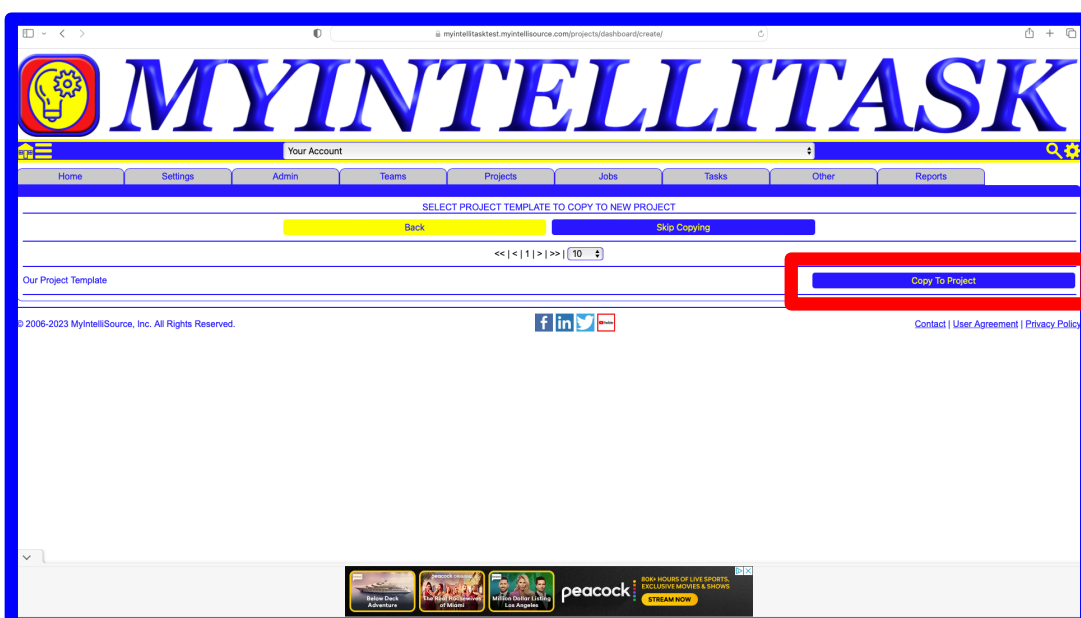 myintellitasktest.myintellisource.com/projects/dashboard/create/
MYINTELLITASK
Your Account
Home Settings Admin Teams Projects Jobs Tasks Other Reports
SELECT PROJECT TEMPLATE TO COPY TO NEW PROJECT
Back Skip Copying
<< | < | 1 | > | >> | 10
Our Project Template Copy To Project
© 2006-2023 MyIntelliSource, Inc. All Rights Reserved. Contact | User Agreement | Privacy Policy
Below Deck
Adventure
The Real Housewives
of Miami
Million Dollar Listing
Los Angeles
peacock
80K+ HOURS OF LIVE SPORTS,
EXCLUSIVE MOVIES & SHOWS
STREAM NOW